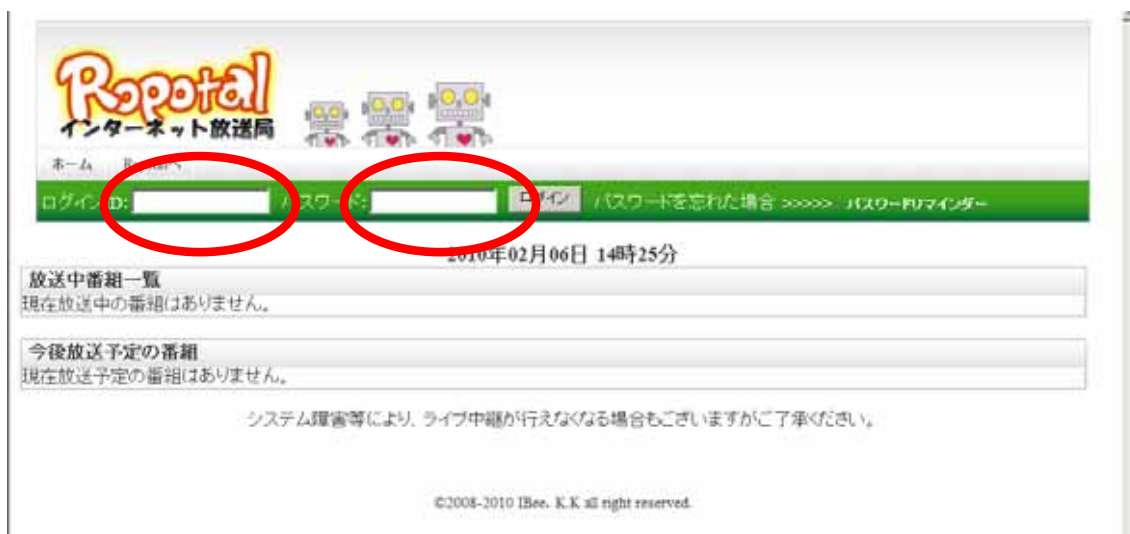 Ropotal
インターネット放送局
ホーム
ログインID: パスワード: ログイン パスワードを忘れた場合 >>>>> パスワードリマインダー
2010年02月06日 14時25分
放送中番組一覧
現在放送中の番組はありません。
今後放送予定の番組
現在放送予定の番組はありません。
システム障害等により、ライブ中継が行えなくなる場合もございますがご了承ください。
©2008-2010 IBee. K.K all right reserved.